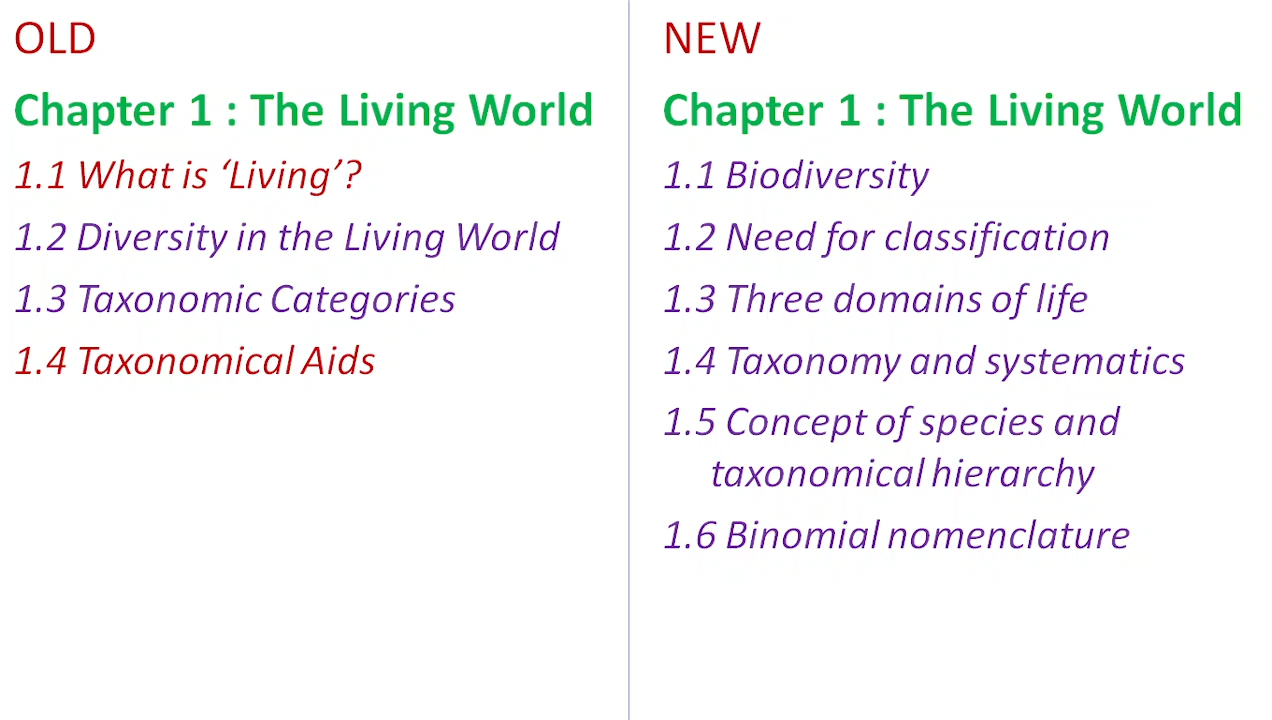 OLD
Chapter 1 : The Living World
1.1 What is ‘Living’?
1.2 Diversity in the Living World
1.3 Taxonomic Categories
1.4 Taxonomical Aids
NEW
Chapter 1 : The Living World
1.1 Biodiversity
1.2 Need for classification
1.3 Three domains of life
1.4 Taxonomy and systematics
1.5 Concept of species and
taxonomical hierarchy
1.6 Binomial nomenclature